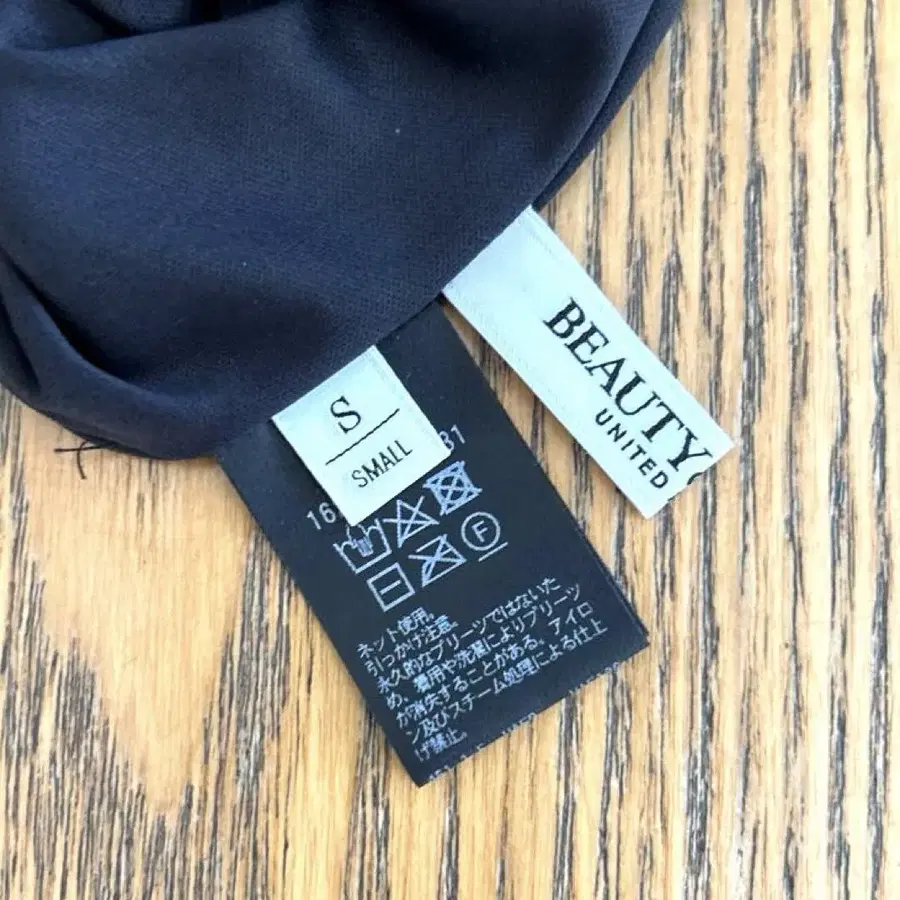 BEAUTY
UNITED
S
SMALL
31
16
F
ネット使用。
引っかけ注意。
永久的なプリーツではないた
め、着用や洗濯によりプリーツ
が消失することがある。アイロ
ン及びスチーム処理による仕上
げ禁止。